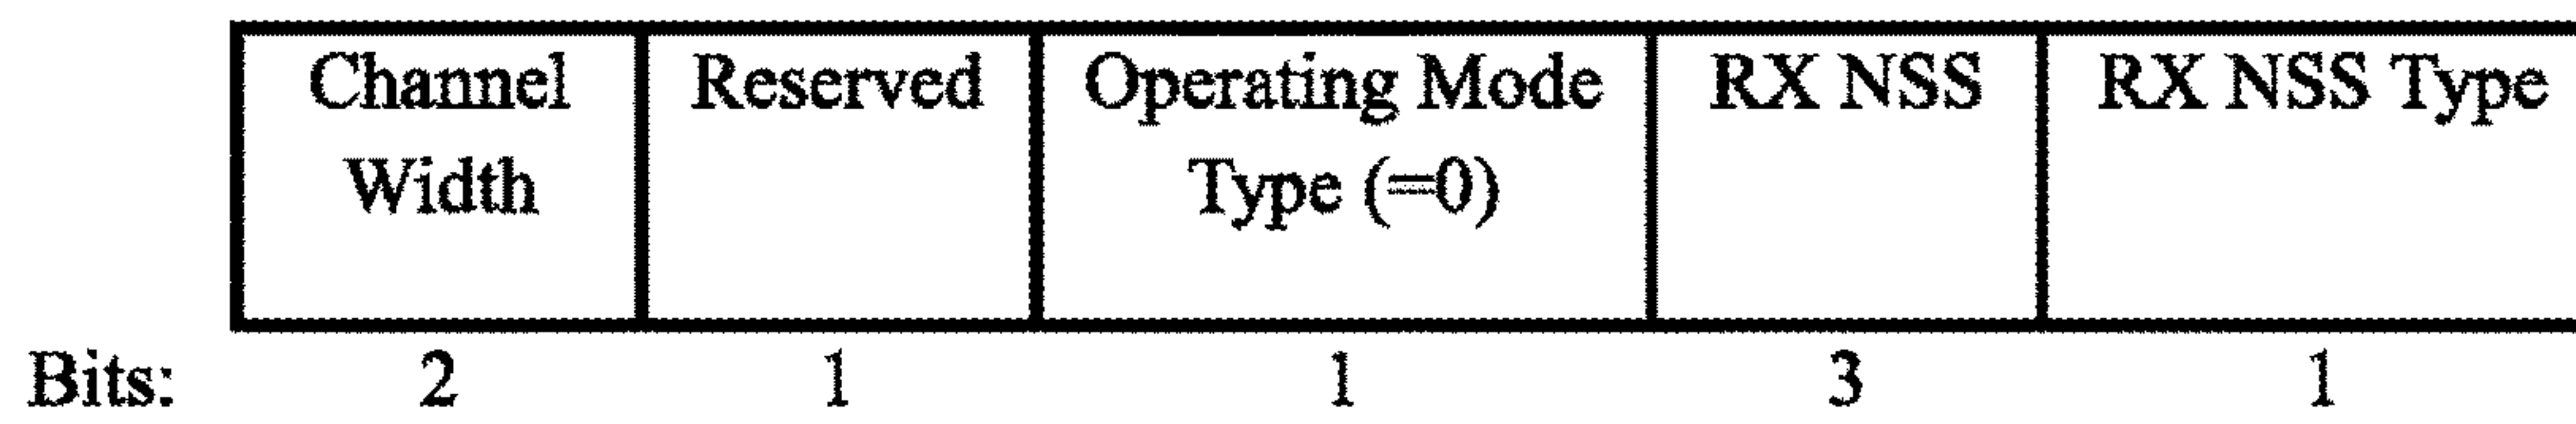 Channel Reserved Operating Mode RX NSS RX NSS Type
Width Type (=0)
Bits: 2 1 1 3 1